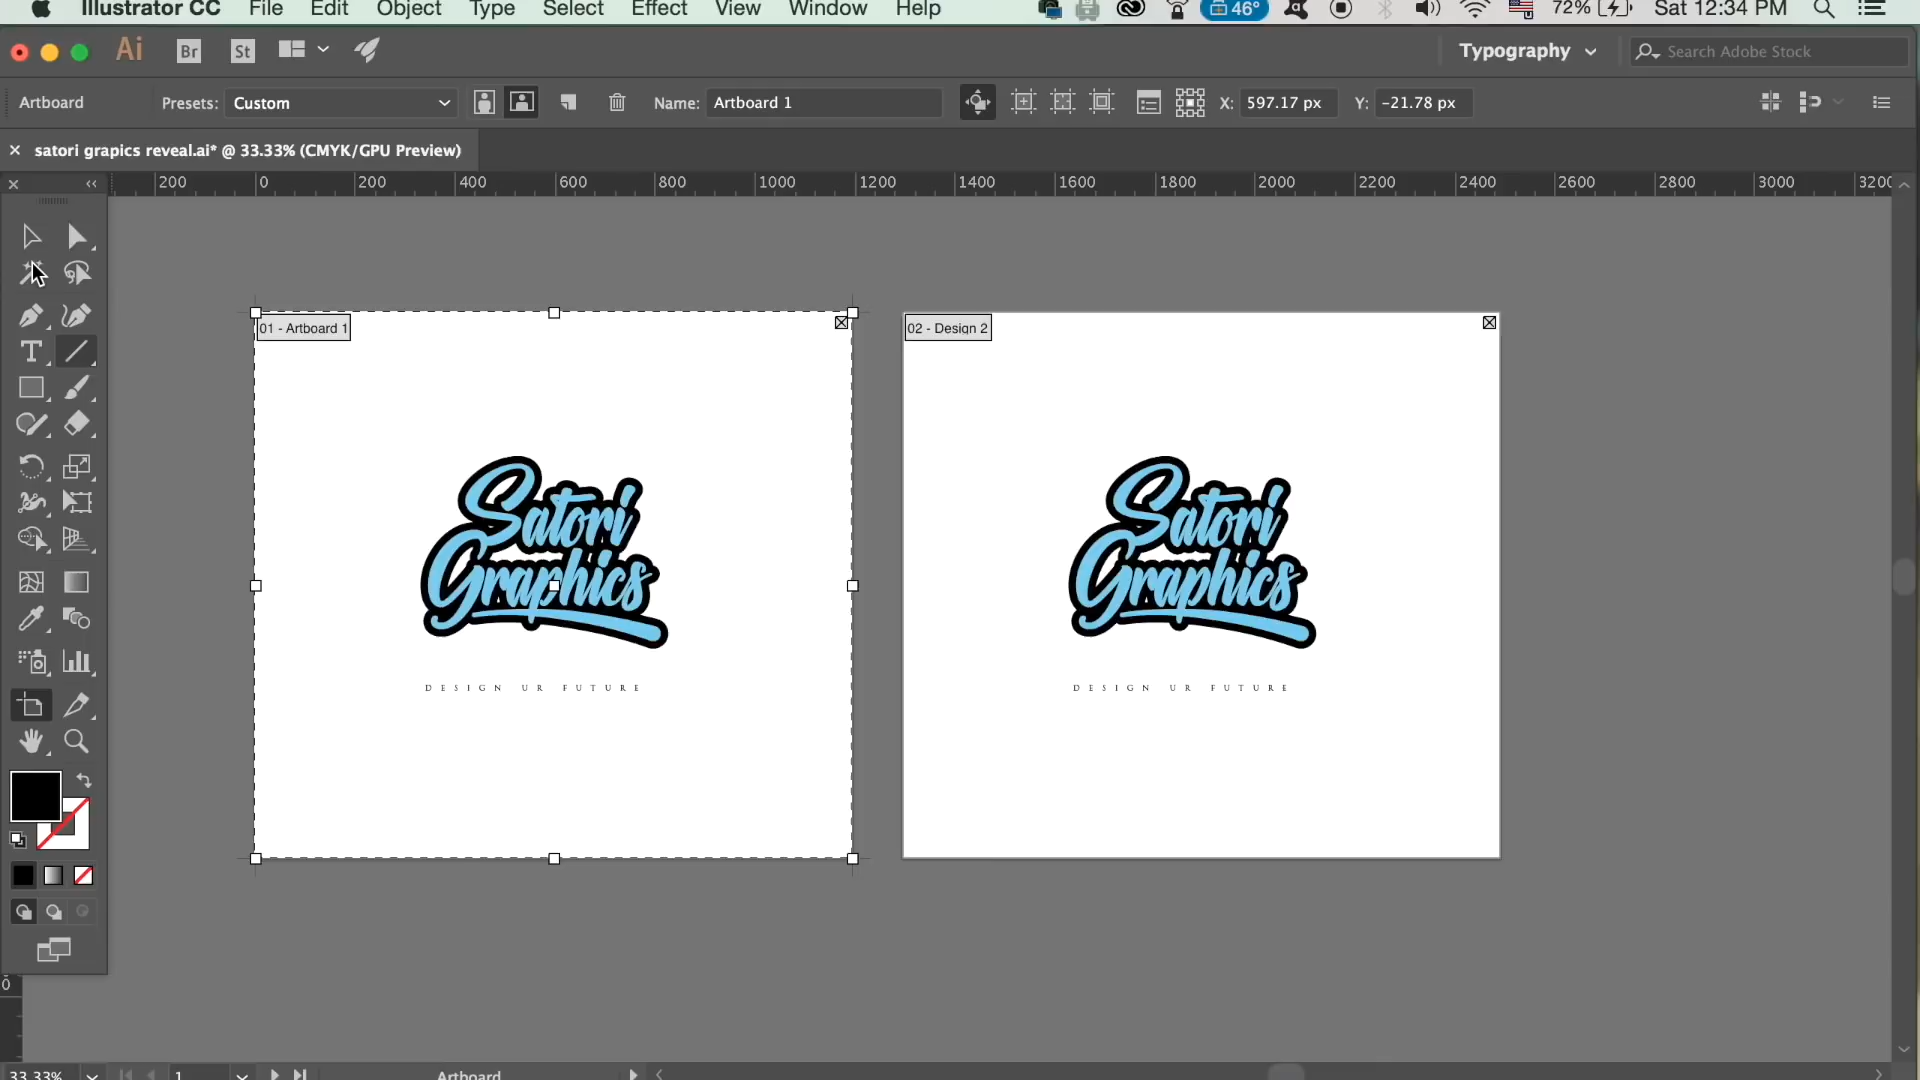 Illustrator CC File Edit Object Type Select Effect View Window Help 46° 72% Sat 12:34 PM
Ai Br St Typography Search Adobe Stock
Artboard Presets: Custom Name: Artboard 1 X: 597.17 px Y: -21.78 px
× satori grapics reveal.ai* @ 33.33% (CMYK/GPU Preview)
200 0 200 400 600 800 1000 1200 1400 1600 1800 2000 2200 2400 2600 2800 3000 3200
01 - Artboard 1
02 - Design 2
Satori
Graphics
DESIGN UR FUTURE
Satori
Graphics
DESIGN UR FUTURE
T
0
33.33% 1 Artboard